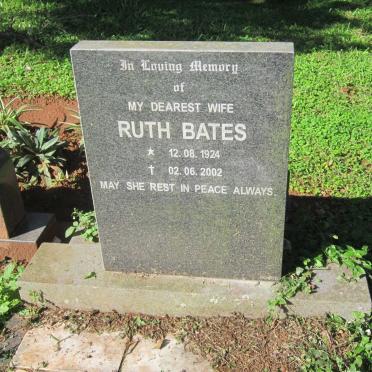 In Loving Memory
of
MY DEAREST WIFE
RUTH BATES
★ 12. 08. 1924
✝ 02. 06. 2002
MAY SHE REST IN PEACE ALWAYS.